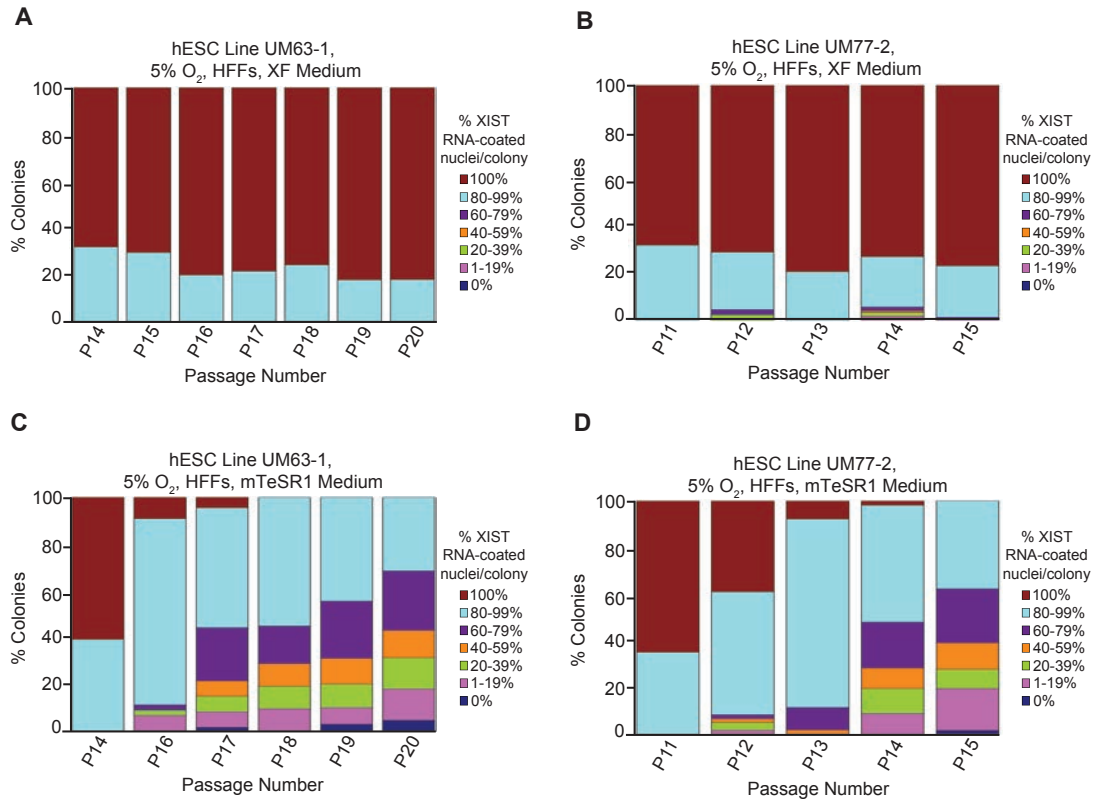 A
hESC Line UM63-1,
5% O2, HFFs, XF Medium
% Colonies
100
80
60
40
20
0
P14
P15
P16
P17
P18
P19
P20
Passage Number
% XIST
RNA-coated
nuclei/colony
100%
80-99%
60-79%
40-59%
20-39%
1-19%
0%
B
hESC Line UM77-2,
5% O2, HFFs, XF Medium
% Colonies
100
80
60
40
20
0
P11
P12
P13
P14
P15
Passage Number
% XIST
RNA-coated
nuclei/colony
100%
80-99%
60-79%
40-59%
20-39%
1-19%
0%
C
hESC Line UM63-1,
5% O2, HFFs, mTeSR1 Medium
% Colonies
100
80
60
40
20
0
P14
P16
P17
P18
P19
P20
Passage Number
% XIST
RNA-coated
nuclei/colony
100%
80-99%
60-79%
40-59%
20-39%
1-19%
0%
D
hESC Line UM77-2,
5% O2, HFFs, mTeSR1 Medium
% Colonies
100
80
60
40
20
0
P11
P12
P13
P14
P15
Passage Number
% XIST
RNA-coated
nuclei/colony
100%
80-99%
60-79%
40-59%
20-39%
1-19%
0%